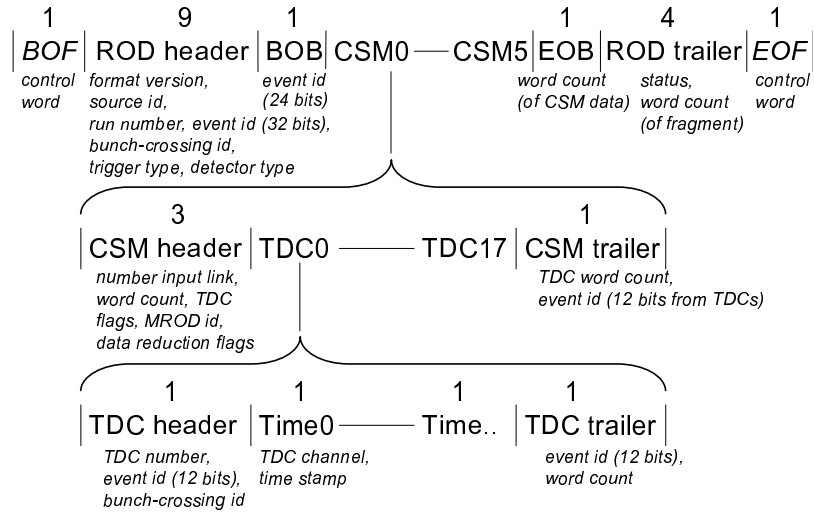 1 9 1 1 4 1
BOF ROD header BOB CSM0 CSM5 EOB ROD trailer EOF
control word
format version, source id, run number, event id (32 bits), bunch-crossing id, trigger type, detector type
event id (24 bits)
word count (of CSM data)
status, word count (of fragment)
control word
3 1
CSM header TDC0 TDC17 CSM trailer
number input link, word count, TDC flags, MROD id, data reduction flags
TDC word count, event id (12 bits from TDCs)
1 1 1 1
TDC header Time0 Time.. TDC trailer
TDC number, event id (12 bits), bunch-crossing id
TDC channel, time stamp
event id (12 bits), word count